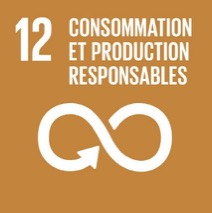 12 CONSOMMATION
ET PRODUCTION
RESPONSABLES